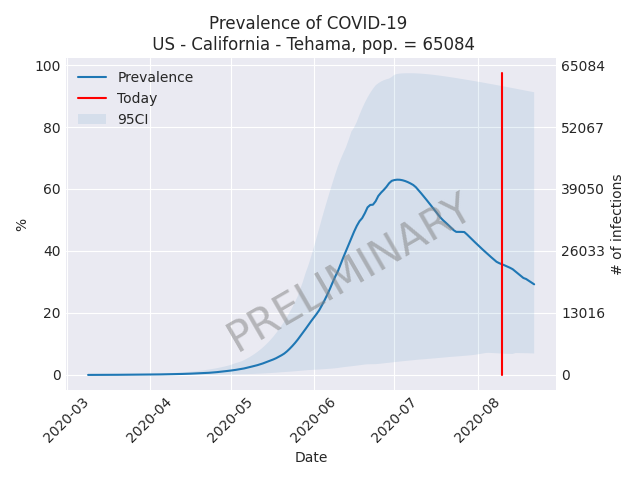 Prevalence of COVID-19
US - California - Tehama, pop. = 65084
100
80
60
40
20
0
%
Prevalence
Today
95CI
PRELIMINARY
65084
52067
39050
26033
13016
0
# of infections
2020-03
2020-04
2020-05
2020-06
2020-07
2020-08
Date